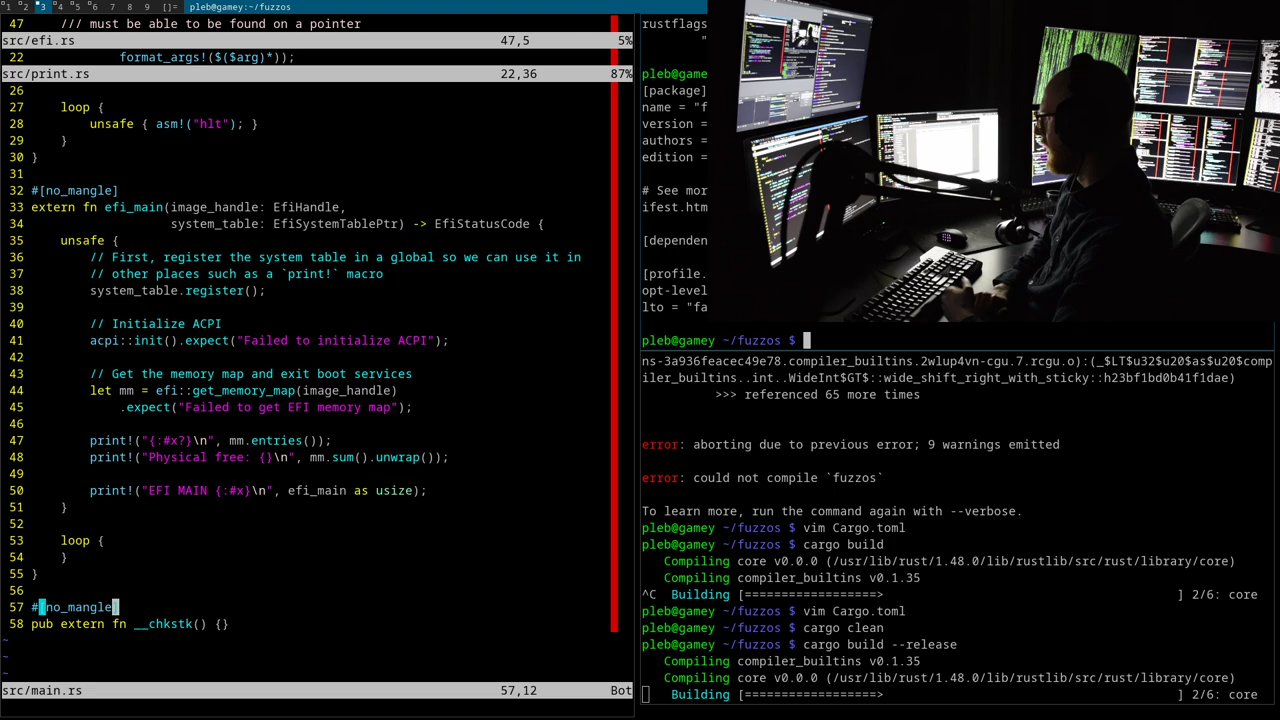 1 2 3 4 5 6 7 8 9 []= pleb@gamey:~/fuzzos
47 /// must be able to be found on a pointer
src/efi.rs 47,5 5%
22 format_args!($($arg)*));
src/print.rs 22,36 87%
26
27 loop {
28 unsafe { asm!("hlt"); }
29 }
30 }
31
32 #[no_mangle]
33 extern fn efi_main(image_handle: EfiHandle,
34 system_table: EfiSystemTablePtr) -> EfiStatusCode {
35 unsafe {
36 // First, register the system table in a global so we can use it in
37 // other places such as a `print!` macro
38 system_table.register();
39
40 // Initialize ACPI
41 acpi::init().expect("Failed to initialize ACPI");
42
43 // Get the memory map and exit boot services
44 let mm = efi::get_memory_map(image_handle)
45 .expect("Failed to get EFI memory map");
46
47 print!("{:#x?}\n", mm.entries());
48 print!("Physical free: {}\n", mm.sum().unwrap());
49
50 print!("EFI MAIN {:#x}\n", efi_main as usize);
51 }
52
53 loop {
54 }
55 }
56
57 #[no_mangle]
58 pub extern fn __chkstk() {}
~
~
~
src/main.rs 57,12 Bot
rustflags
"
pleb@game
[package]
name = "f
version =
authors =
edition =
# See mor
ifest.htm
[dependen
[profile.
opt-level
lto = "fa
pleb@gamey ~/fuzzos $
ns-3a936feacec49e78.compiler_builtins.2wlup4vn-cgu.7.rcgu.o):(_$LT$u32$u20$as$u20$comp
iler_builtins..int..WideInt$GT$::wide_shift_right_with_sticky::h23bf1bd0b41f1dae)
>>> referenced 65 more times
error: aborting due to previous error; 9 warnings emitted
error: could not compile `fuzzos`
To learn more, run the command again with --verbose.
pleb@gamey ~/fuzzos $ vim Cargo.toml
pleb@gamey ~/fuzzos $ cargo build
Compiling core v0.0.0 (/usr/lib/rust/1.48.0/lib/rustlib/src/rust/library/core)
Compiling compiler_builtins v0.1.35
^C Building [==================> ] 2/6: core
pleb@gamey ~/fuzzos $ vim Cargo.toml
pleb@gamey ~/fuzzos $ cargo clean
pleb@gamey ~/fuzzos $ cargo build --release
Compiling compiler_builtins v0.1.35
Compiling core v0.0.0 (/usr/lib/rust/1.48.0/lib/rustlib/src/rust/library/core)
Building [==================> ] 2/6: core